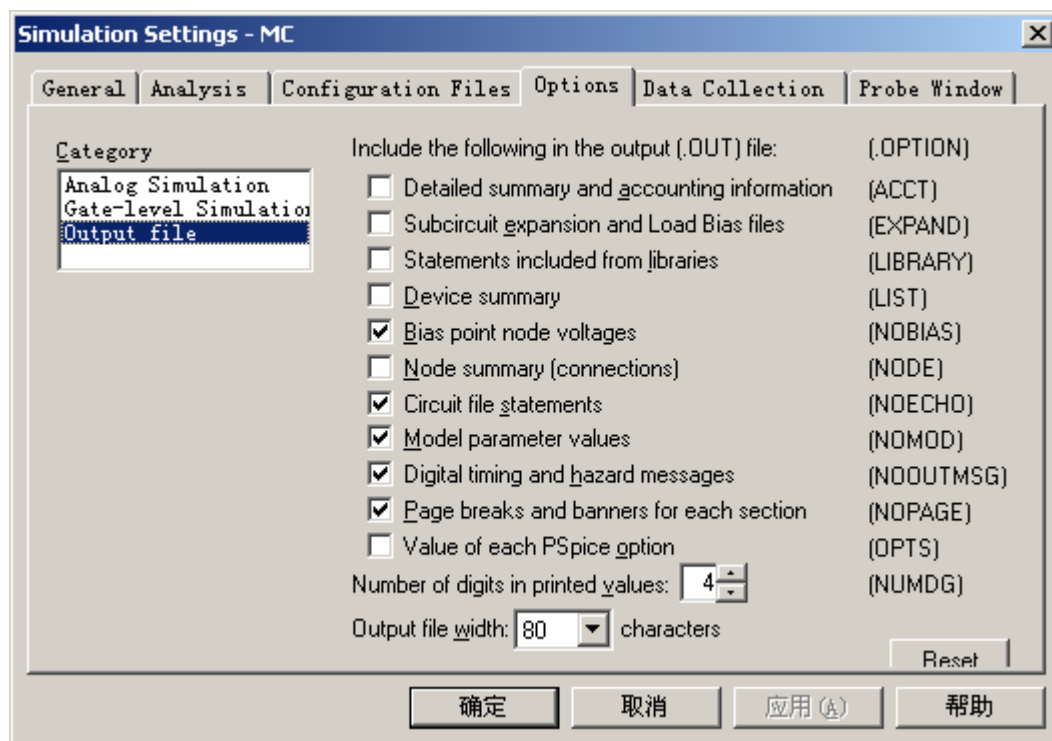 Simulation Settings - MC
General Analysis Configuration Files Options Data Collection Probe Window
Category
Analog Simulation
Gate-level Simulation
Output file
Include the following in the output (.OUT) file: (.OPTION)
Detailed summary and accounting information (ACCT)
Subcircuit expansion and Load Bias files (EXPAND)
Statements included from libraries (LIBRARY)
Device summary (LIST)
Bias point node voltages (NOBIAS)
Node summary (connections) (NODE)
Circuit file statements (NOECHO)
Model parameter values (NOMOD)
Digital timing and hazard messages (NOOUTMSG)
Page breaks and banners for each section (NOPAGE)
Value of each PSpice option (OPTS)
Number of digits in printed values: 4 (NUMDG)
Output file width: 80 characters
Reset
确定 取消 应用(A) 帮助